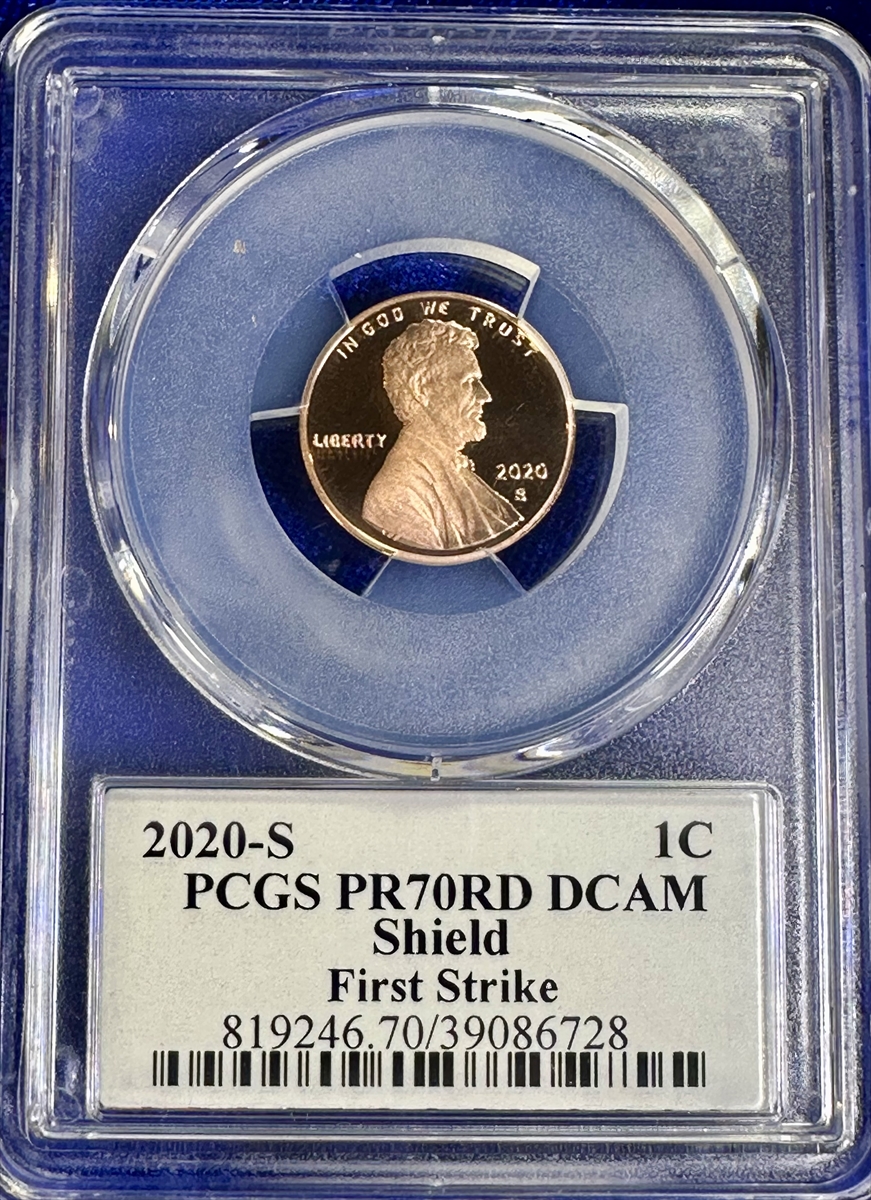 IN GOD WE TRUST
LIBERTY
2020
S
2020-S 1C
PCGS PR70RD DCAM
Shield
First Strike
819246.70/39086728